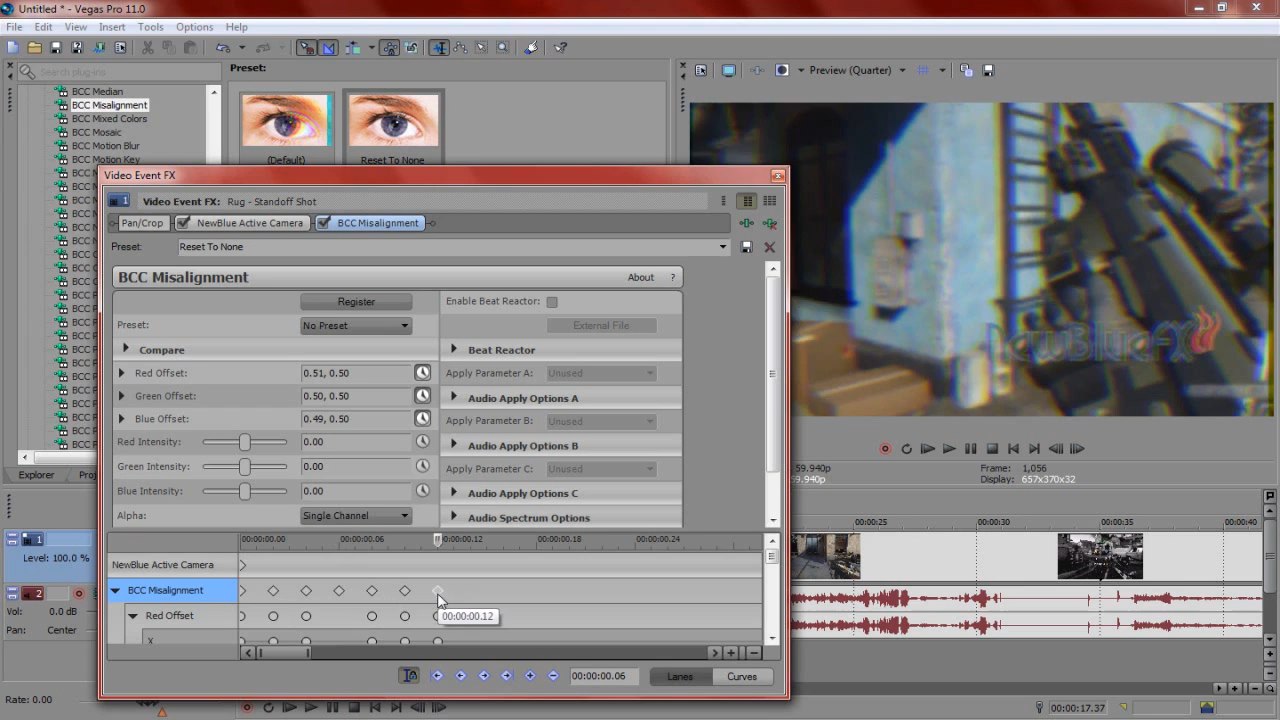 Untitled * - Vegas Pro 11.0
File Edit View Insert Tools Options Help
Search plug-ins
BCC Median
BCC Misalignment
BCC Mixed Colors
BCC Mosaic
BCC Motion Blur
BCC Motion Key
Preset:
(Default)
Reset To None
Preview (Quarter)
Video Event FX
Video Event FX: Rug - Standoff Shot
Pan/Crop NewBlue Active Camera BCC Misalignment
Preset: Reset To None
BCC Misalignment About ?
Register
Preset: No Preset
Compare
Red Offset: 0.51, 0.50
Green Offset: 0.50, 0.50
Blue Offset: 0.49, 0.50
Red Intensity: 0.00
Green Intensity: 0.00
Blue Intensity: 0.00
Alpha: Single Channel
Enable Beat Reactor:
External File
Beat Reactor
Apply Parameter A: Unused
Audio Apply Options A
Apply Parameter B: Unused
Audio Apply Options B
Apply Parameter C: Unused
Audio Apply Options C
Audio Spectrum Options
00:00:00.00 00:00:00.06 00:00:00.12 00:00:00.18 00:00:00.24
NewBlue Active Camera
BCC Misalignment
Red Offset
00:00:00.12
X
00:00:00.06
Lanes Curves
NewBlueFX
59.940p
59.940p
Frame: 1,056
Display: 657x370x32
Explorer
1
Level: 100.0 %
2
Vol: 0.0 dB
Pan: Center
Rate: 0.00
00:00:25 00:00:30 00:00:35 00:00:40
00:00:17.37